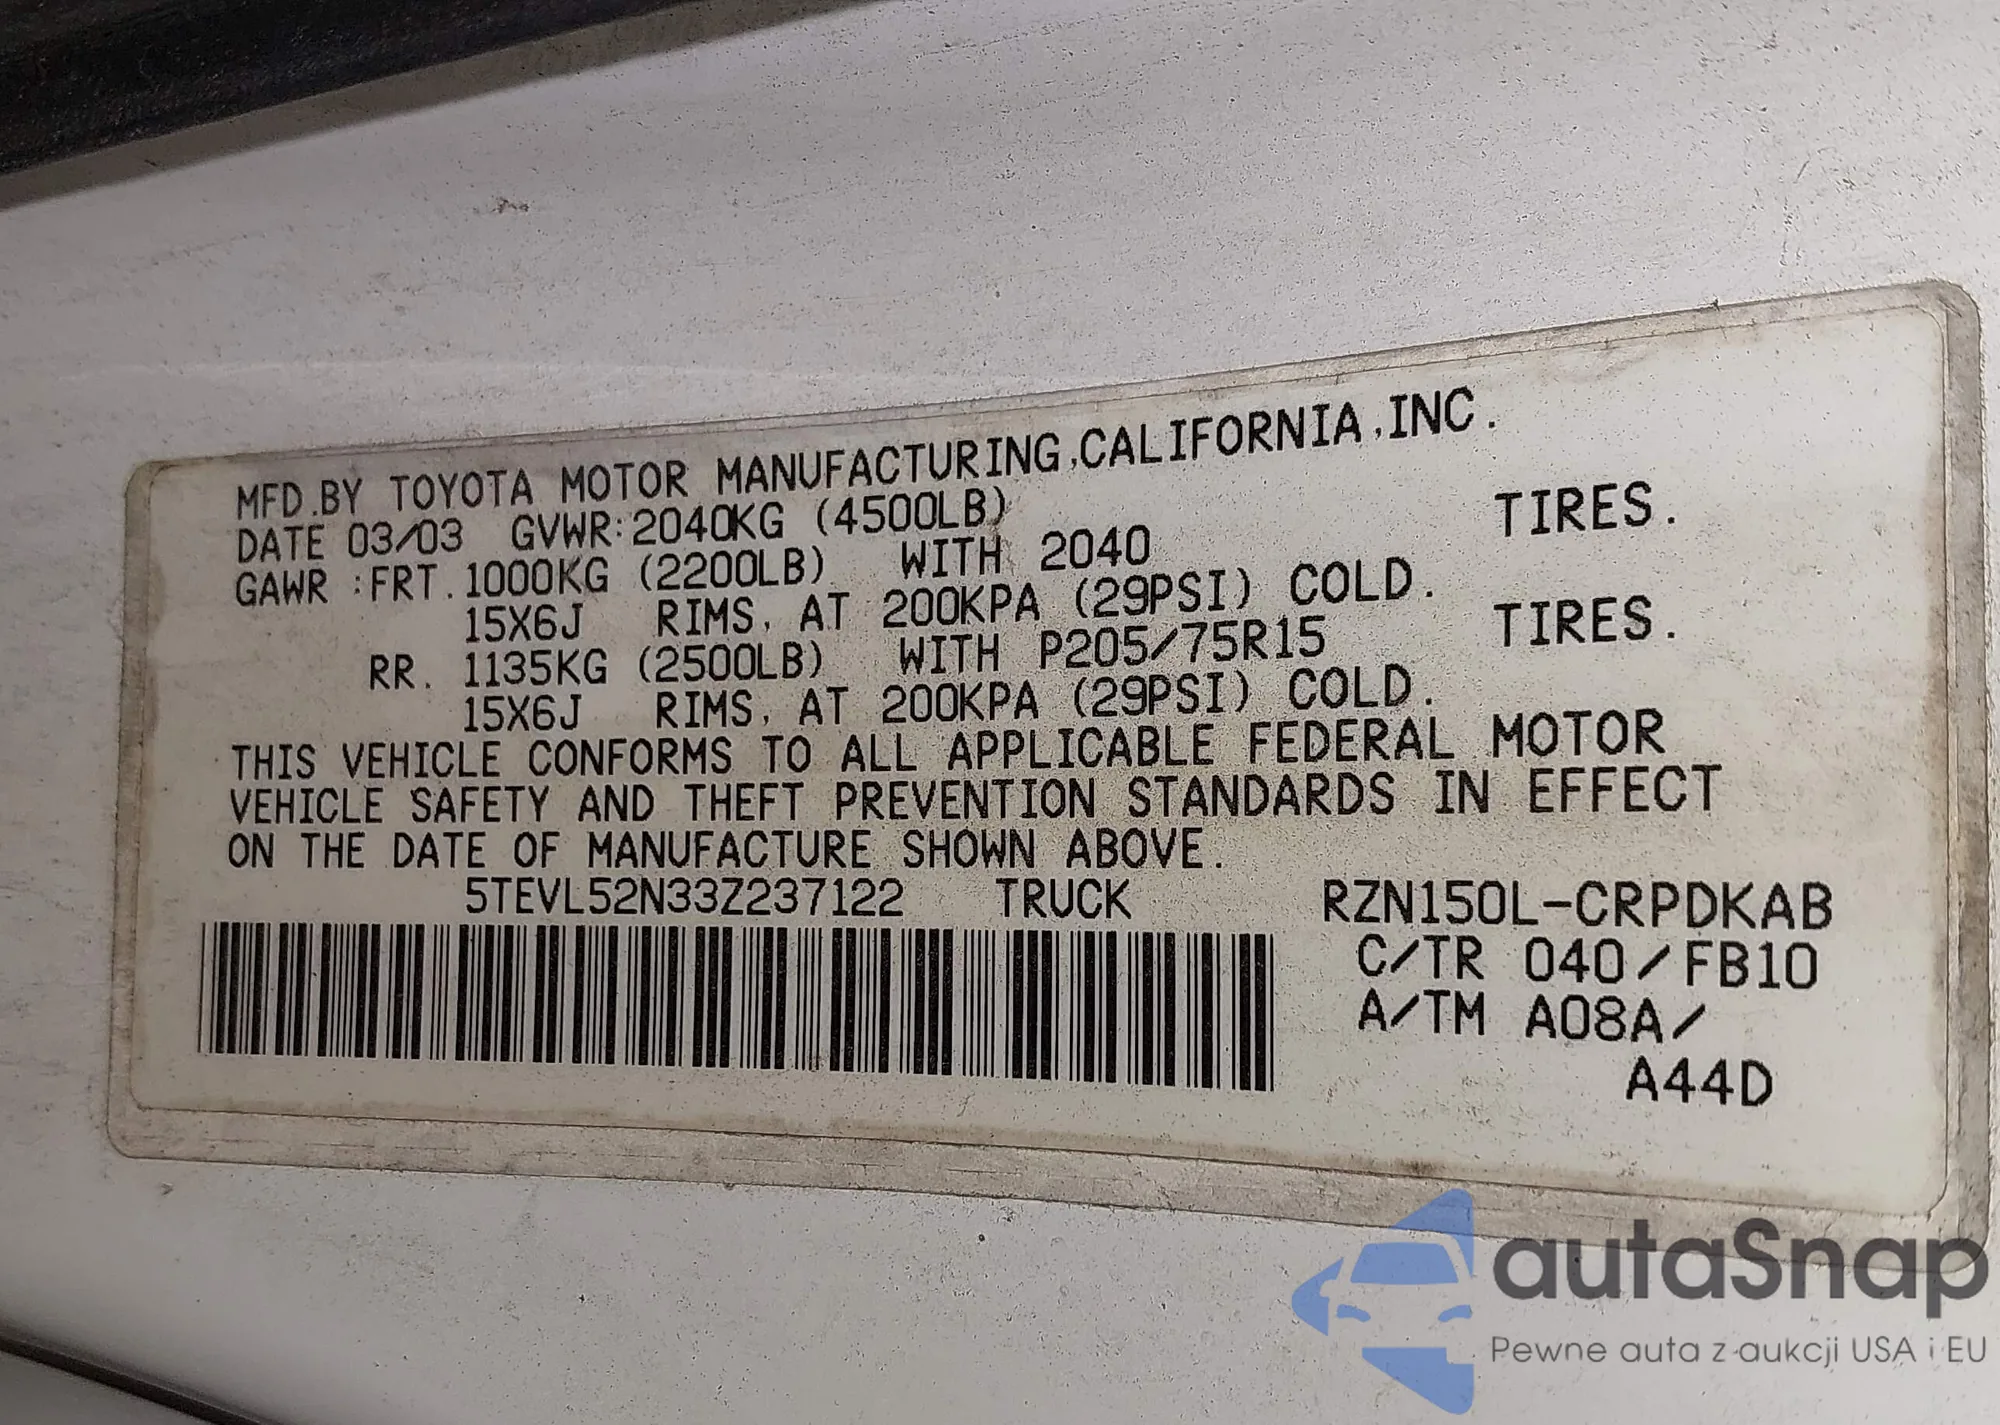 MFD.BY TOYOTA MOTOR MANUFACTURING,CALIFORNIA,INC.
DATE 03/03 GVWR:2040KG (4500LB)
GAWR :FRT.1000KG (2200LB) WITH 2040 TIRES.
15X6J RIMS, AT 200KPA (29PSI) COLD.
RR. 1135KG (2500LB) WITH P205/75R15 TIRES.
15X6J RIMS, AT 200KPA (29PSI) COLD.
THIS VEHICLE CONFORMS TO ALL APPLICABLE FEDERAL MOTOR
VEHICLE SAFETY AND THEFT PREVENTION STANDARDS IN EFFECT
ON THE DATE OF MANUFACTURE SHOWN ABOVE.
5TEVL52N33Z237122 TRUCK RZN150L-CRPDKAB
C/TR 040/FB10
A/TM A08A/
A44D
autaSnap
Pewne auta z aukcji USA i EU